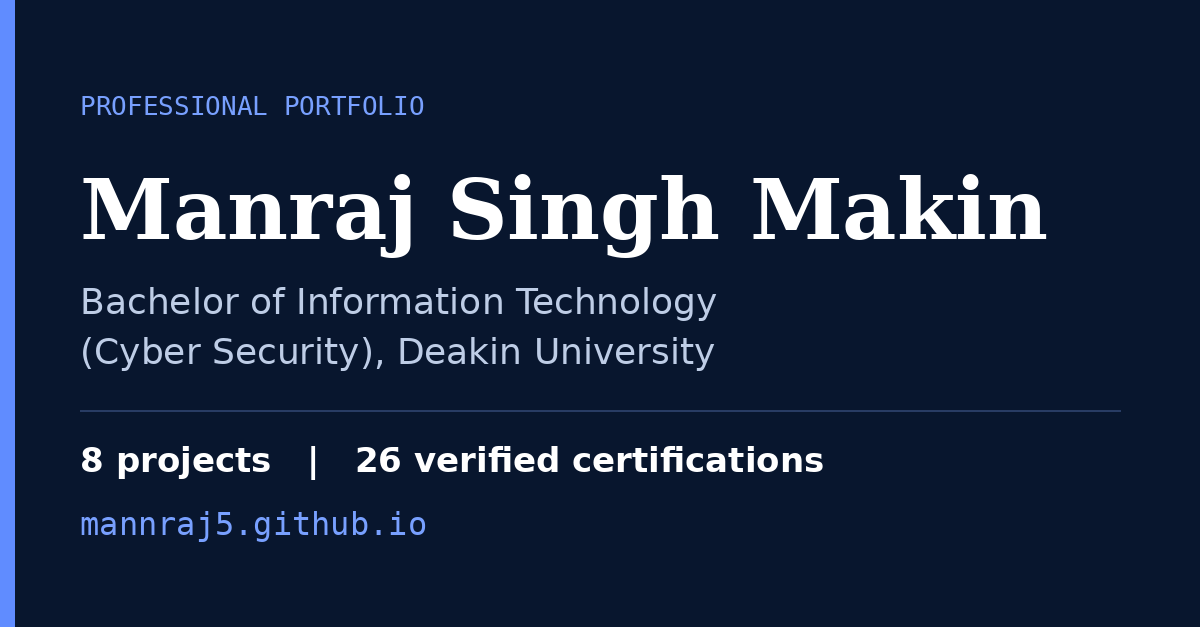 PROFESSIONAL PORTFOLIO
Manraj Singh Makin
Bachelor of Information Technology
(Cyber Security), Deakin University
8 projects | 26 verified certifications
mannraj5.github.io